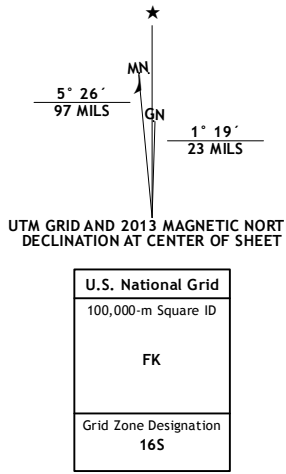 ★
MN
GN
5° 26´
97 MILS
1° 19´
23 MILS
UTM GRID AND 2013 MAGNETIC NORT
DECLINATION AT CENTER OF SHEET
U.S. National Grid
100,000-m Square ID
FK
Grid Zone Designation
16S